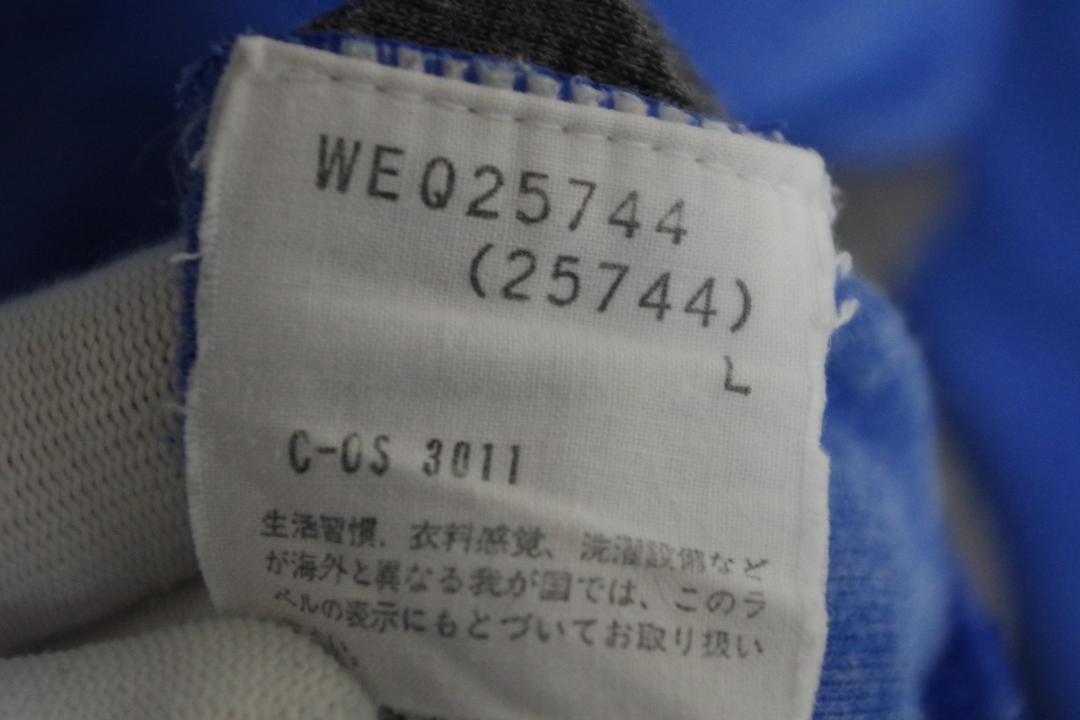 WEQ25744
(25744)
L
C-OS 3011
生活習慣、衣料感覚、洗濯設備など
が海外と異なる我が国では、このラ
ベルの表示にもとづいてお取り扱い
い。